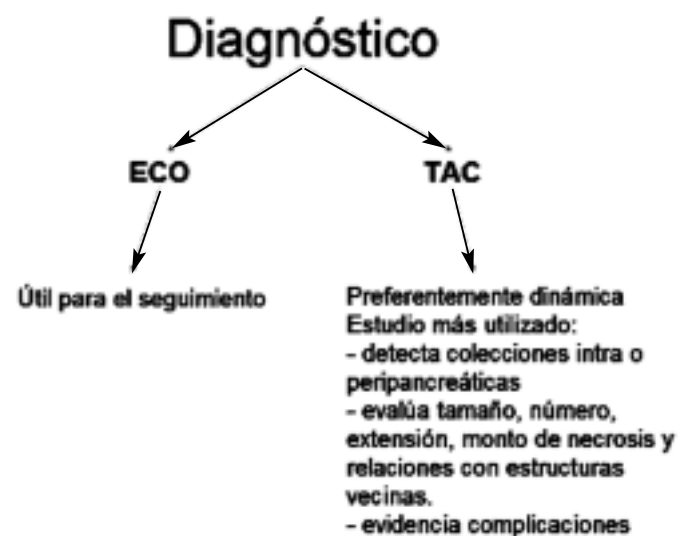 Diagnóstico
ECO
TAC
Útil para el seguimiento
Preferentemente dinámica
Estudio más utilizado:
- detecta colecciones intra o
peripancreáticas
- evalúa tamaño, número,
extensión, monto de necrosis y
relaciones con estructuras
vecinas.
- evidencia complicaciones